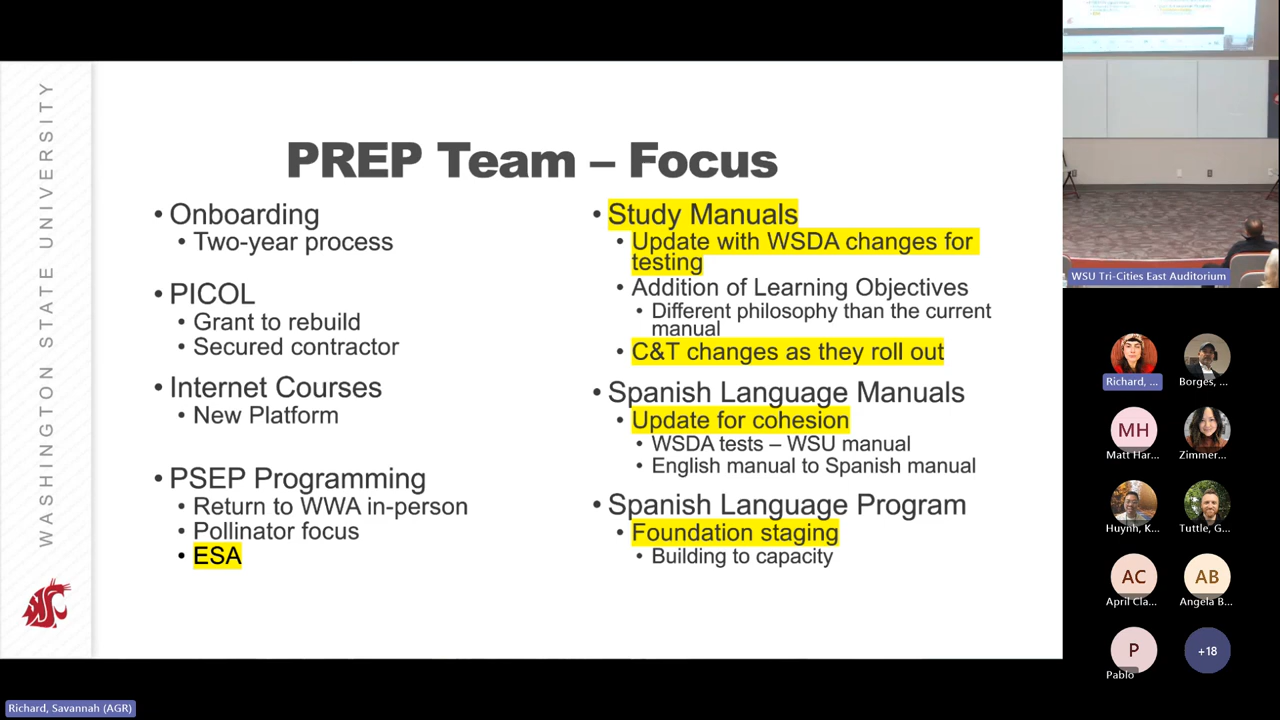 WASHINGTON STATE UNIVERSITY
PREP Team – Focus
• Onboarding
• Two-year process
• PICOL
• Grant to rebuild
• Secured contractor
• Internet Courses
• New Platform
• PSEP Programming
• Return to WWA in-person
• Pollinator focus
• ESA
• Study Manuals
• Update with WSDA changes for
testing
• Addition of Learning Objectives
• Different philosophy than the current
manual
• C&T changes as they roll out
• Spanish Language Manuals
• Update for cohesion
• WSDA tests – WSU manual
• English manual to Spanish manual
• Spanish Language Program
• Foundation staging
• Building to capacity
WSU Tri-Cities East Auditorium
Richard, ...
Borges, ...
MH
Matt Har...
Zimmer...
Huynh, K...
Tuttle, G...
AC
April Cla...
AB
Angela B...
P
Pablo
+18
Richard, Savannah (AGR)